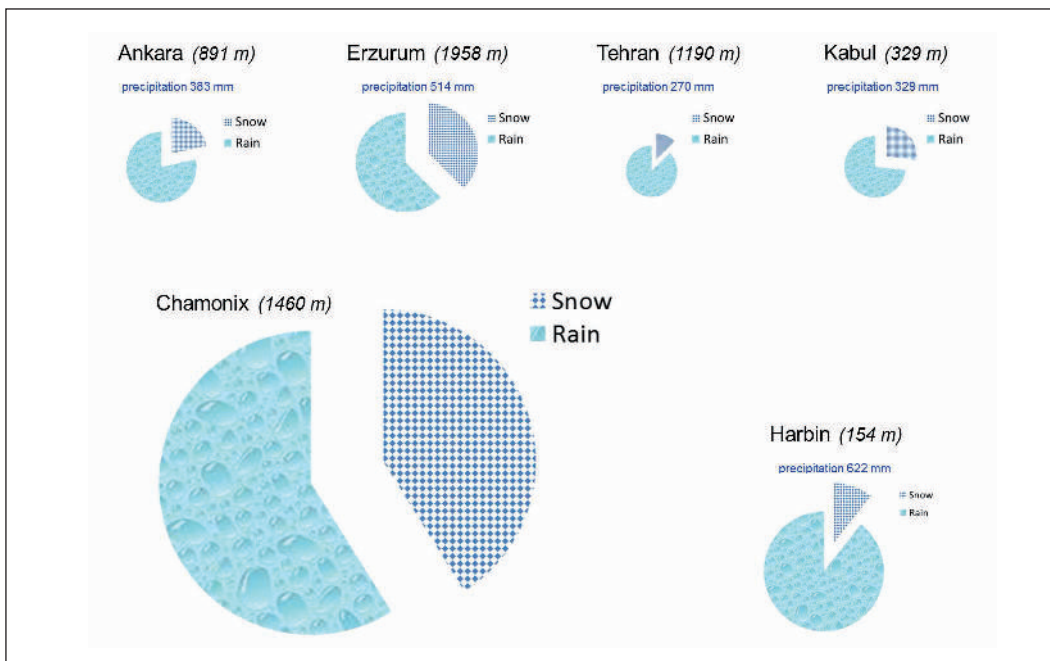 Ankara (891 m)
precipitation 383 mm
Snow
Rain
Erzurum (1958 m)
precipitation 514 mm
Snow
Rain
Tehran (1190 m)
precipitation 270 mm
Snow
Rain
Kabul (329 m)
precipitation 329 mm
Snow
Rain
Chamonix (1460 m)
Snow
Rain
Harbin (154 m)
precipitation 622 mm
Snow
Rain